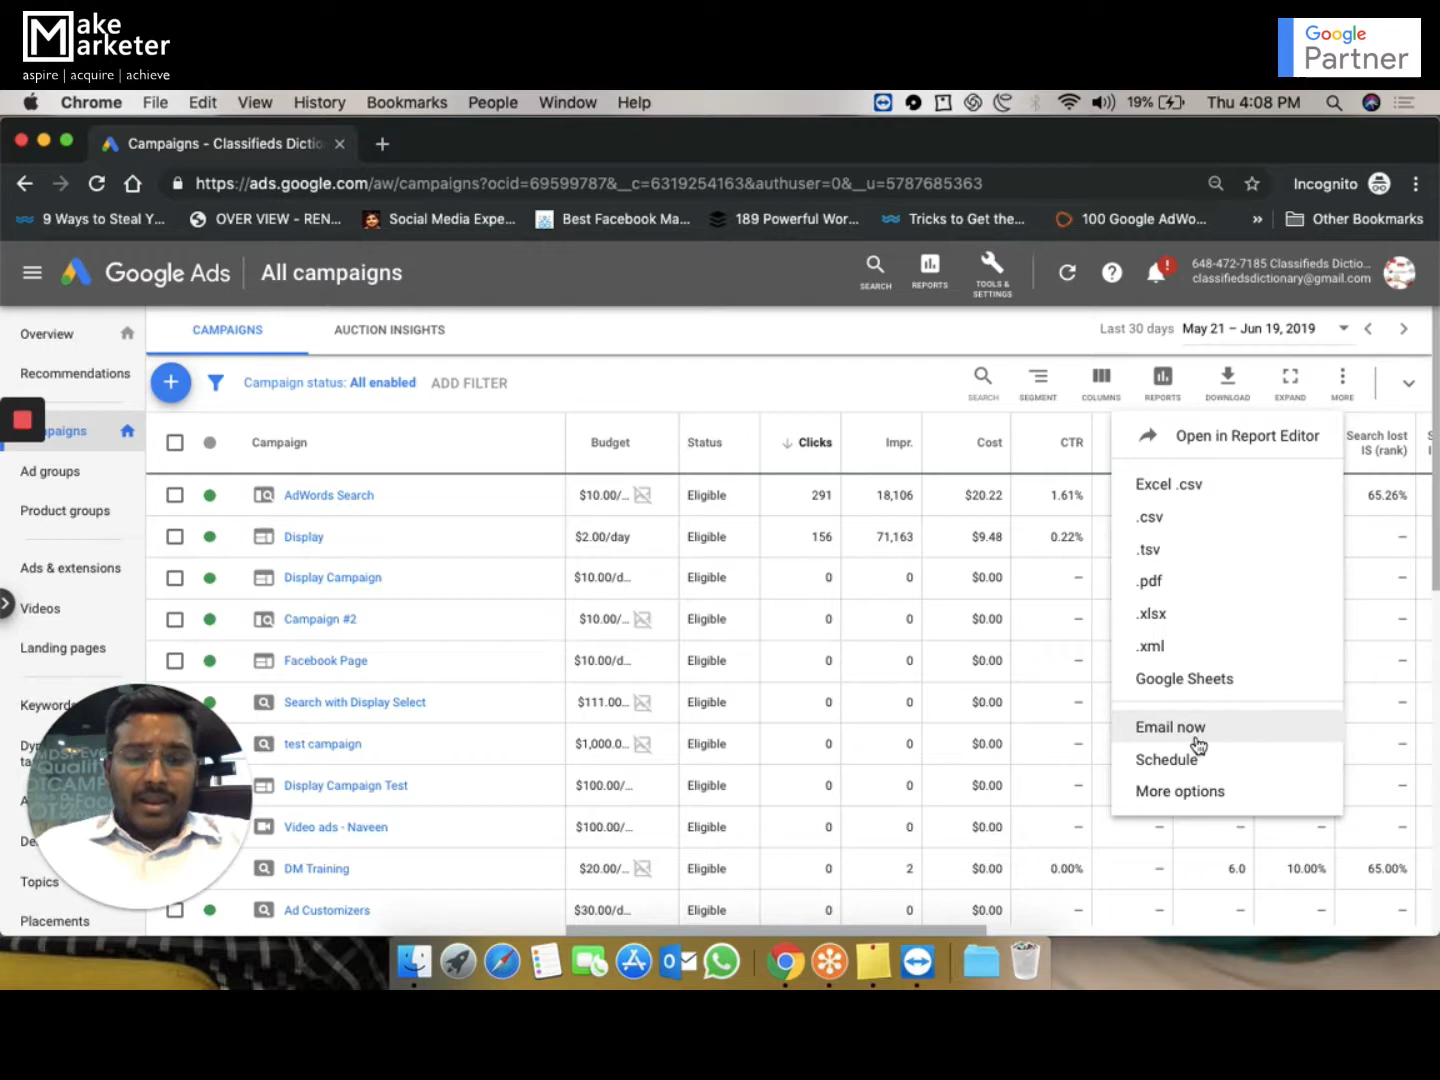 Make
Marketer
aspire | acquire | achieve
Google
Partner
Chrome File Edit View History Bookmarks People Window Help
19% Thu 4:08 PM
Campaigns - Classifieds Dictio
https://ads.google.com/aw/campaigns?ocid=69599787&__c=6319254163&authuser=0&__u=5787685363
Incognito
9 Ways to Steal Y... OVER VIEW - REN... Social Media Expe... Best Facebook Ma... 189 Powerful Wor... Tricks to Get the... 100 Google AdWo... » Other Bookmarks
Google Ads All campaigns
SEARCH REPORTS TOOLS & SETTINGS
648-472-7185 Classifieds Dictio...
classifiedsdictionary@gmail.com
Overview
Recommendations
paigns
Ad groups
Product groups
Ads & extensions
Videos
Landing pages
Keywords
Dyn
ta
A
De
Topics
Placements
CAMPAIGNS AUCTION INSIGHTS
Last 30 days May 21 – Jun 19, 2019
Campaign status: All enabled ADD FILTER
SEARCH SEGMENT COLUMNS REPORTS DOWNLOAD EXPAND MORE
Campaign Budget Status Clicks Impr. Cost CTR Search lost IS (rank)
AdWords Search $10.00/... Eligible 291 18,106 $20.22 1.61% 65.26%
Display $2.00/day Eligible 156 71,163 $9.48 0.22% –
Display Campaign $10.00/d... Eligible 0 0 $0.00 – –
Campaign #2 $10.00/... Eligible 0 0 $0.00 – –
Facebook Page $10.00/d... Eligible 0 0 $0.00 – –
Search with Display Select $111.00... Eligible 0 0 $0.00 – –
test campaign $1,000.0... Eligible 0 0 $0.00 – –
Display Campaign Test $100.00/... Eligible 0 0 $0.00 – –
Video ads - Naveen $100.00/... Eligible 0 0 $0.00 – – – – –
DM Training $20.00/... Eligible 0 2 $0.00 0.00% – 6.0 10.00% 65.00%
Ad Customizers $30.00/d... Eligible 0 0 $0.00 – – – – –
Open in Report Editor
Excel .csv
.csv
.tsv
.pdf
.xlsx
.xml
Google Sheets
Email now
Schedule
More options